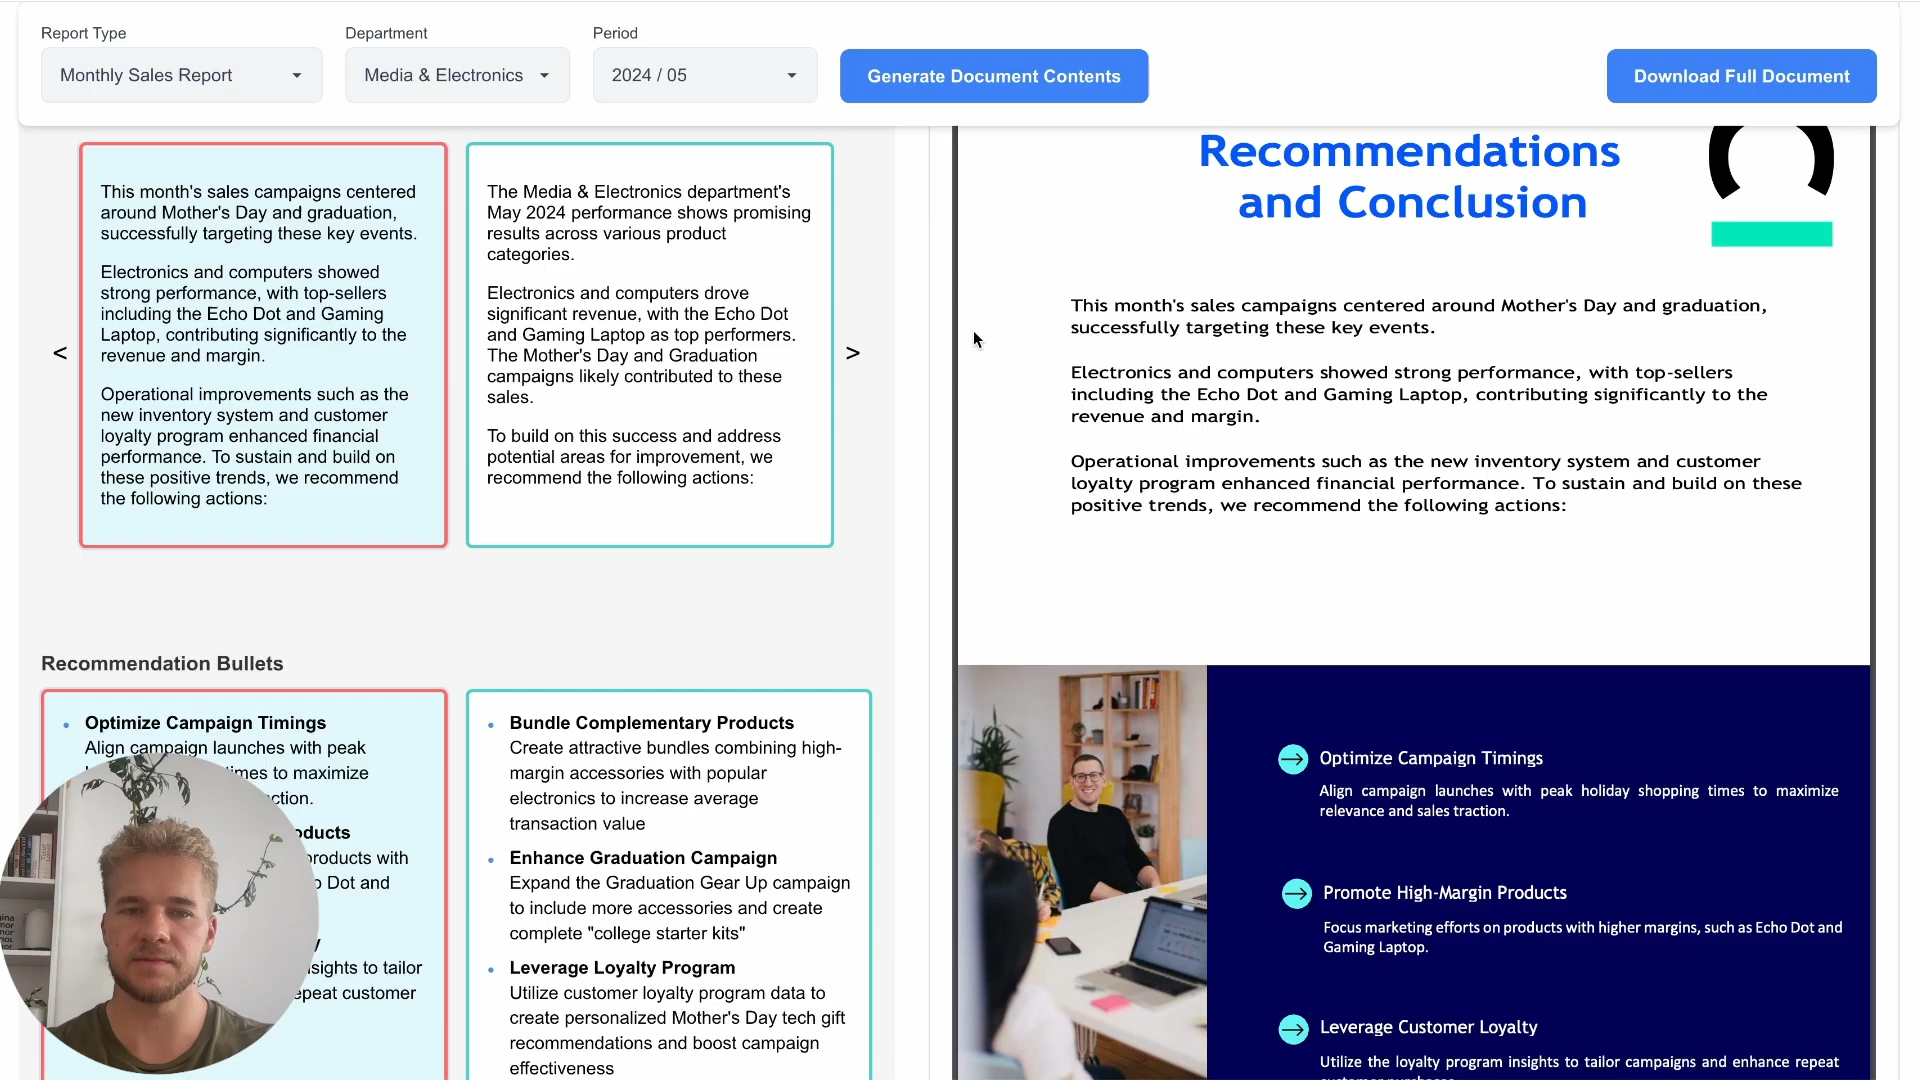 Report Type
Department
Period
Monthly Sales Report
Media & Electronics
2024 / 05
Generate Document Contents
Download Full Document
This month's sales campaigns centered
around Mother's Day and graduation,
successfully targeting these key events.
Electronics and computers showed
strong performance, with top-sellers
including the Echo Dot and Gaming
Laptop, contributing significantly to the
revenue and margin.
Operational improvements such as the
new inventory system and customer
loyalty program enhanced financial
performance. To sustain and build on
these positive trends, we recommend
the following actions:
<
The Media & Electronics department's
May 2024 performance shows promising
results across various product
categories.
Electronics and computers drove
significant revenue, with the Echo Dot
and Gaming Laptop as top performers.
The Mother's Day and Graduation
campaigns likely contributed to these
sales.
To build on this success and address
potential areas for improvement, we
recommend the following actions:
>
Recommendation Bullets
Optimize Campaign Timings
Align campaign launches with peak
times to maximize
products with
Dot and
to tailor
customer
Bundle Complementary Products
Create attractive bundles combining high-
margin accessories with popular
electronics to increase average
transaction value
Enhance Graduation Campaign
Expand the Graduation Gear Up campaign
to include more accessories and create
complete "college starter kits"
Leverage Loyalty Program
Utilize customer loyalty program data to
create personalized Mother's Day tech gift
recommendations and boost campaign
effectiveness
Recommendations
and Conclusion
This month's sales campaigns centered around Mother's Day and graduation,
successfully targeting these key events.
Electronics and computers showed strong performance, with top-sellers
including the Echo Dot and Gaming Laptop, contributing significantly to the
revenue and margin.
Operational improvements such as the new inventory system and customer
loyalty program enhanced financial performance. To sustain and build on these
positive trends, we recommend the following actions:
Optimize Campaign Timings
Align campaign launches with peak holiday shopping times to maximize
relevance and sales traction.
Promote High-Margin Products
Focus marketing efforts on products with higher margins, such as Echo Dot and
Gaming Laptop.
Leverage Customer Loyalty
Utilize the loyalty program insights to tailor campaigns and enhance repeat